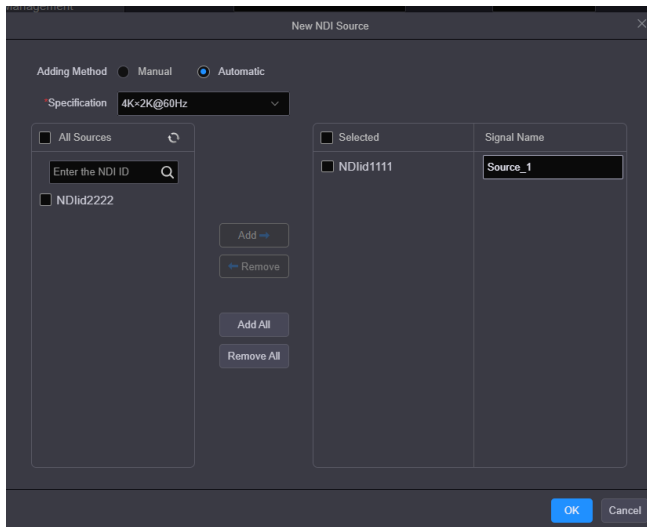 Management
New NDI Source
Adding Method Manual Automatic
*Specification 4K×2K@60Hz
All Sources
Enter the NDI ID
NDIid2222
Add
Remove
Add All
Remove All
Selected Signal Name
NDIid1111 Source_1
OK Cancel